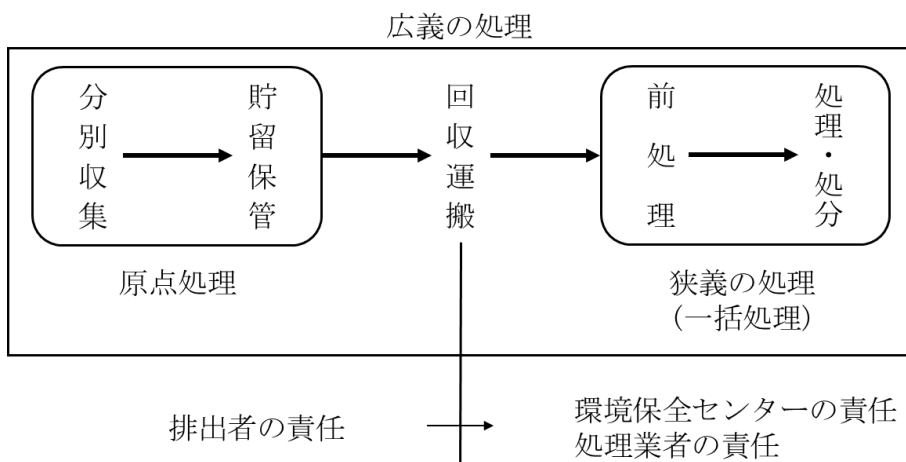 広義の処理
分別収集
貯留保管
回収運搬
前処理
処理・処分
原点処理
狭義の処理
(一括処理)
排出者の責任
環境保全センターの責任
処理業者の責任